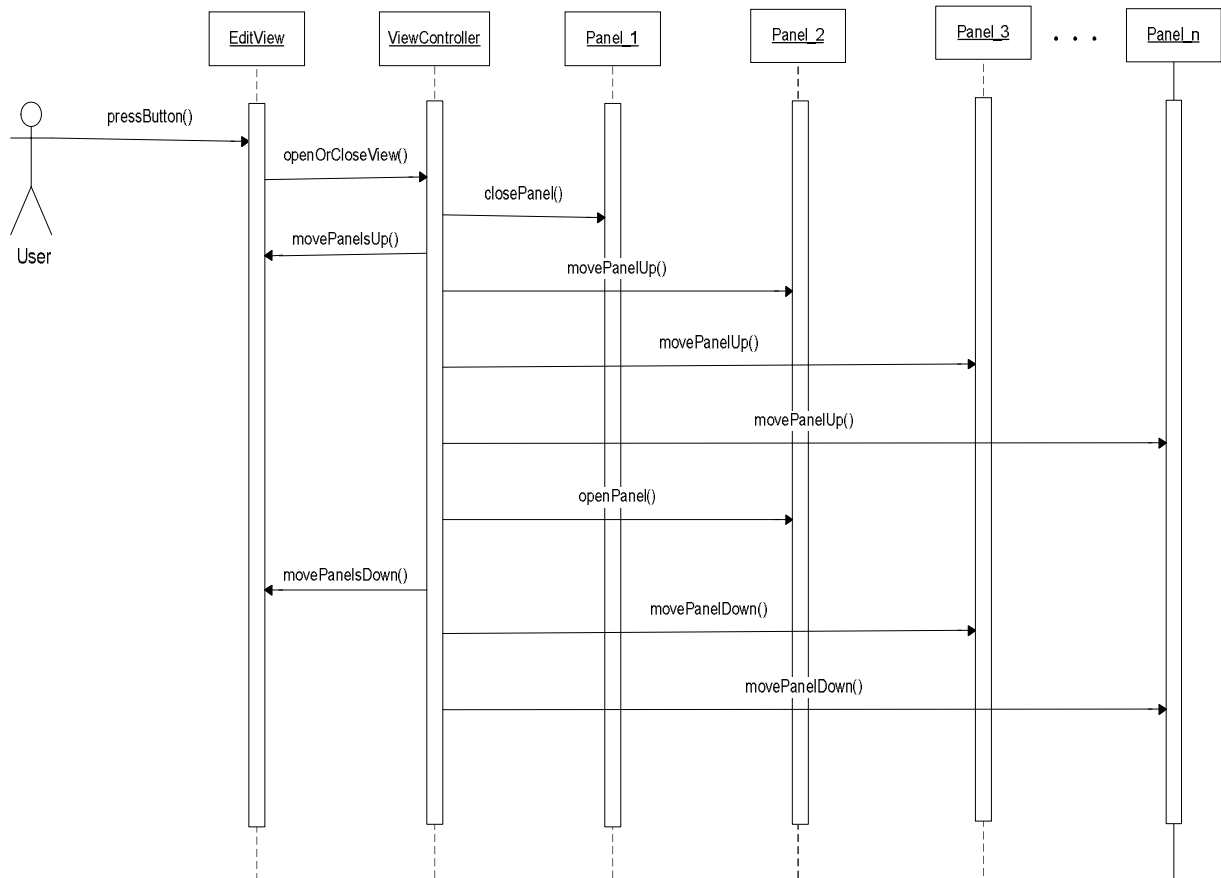 EditView
ViewController
Panel_1
Panel_2
Panel_3
. . .
Panel_n
pressButton()
openOrCloseView()
closePanel()
movePanelsUp()
User
movePanelUp()
movePanelUp()
movePanelUp()
openPanel()
movePanelsDown()
movePanelDown()
movePanelDown()